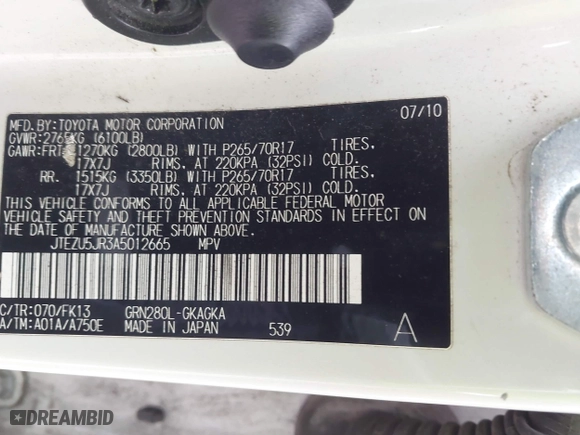 07/10
MFD.BY:TOYOTA MOTOR CORPORATION
GVWR:2765KG (6100LB)
GAWR:FRT. 1270KG (2800LB) WITH P265/70R17 TIRES,
17X7J RIMS, AT 220KPA (32PSI) COLD.
RR. 1515KG (3350LB) WITH P265/70R17 TIRES,
17X7J RIMS, AT 220KPA (32PSI) COLD.
THIS VEHICLE CONFORMS TO ALL APPLICABLE FEDERAL MOTOR
VEHICLE SAFETY AND THEFT PREVENTION STANDARDS IN EFFECT ON
THE DATE OF MANUFACTURE SHOWN ABOVE.
JTEZU5JR3A5012665 MPV
C/TR:070/FK13 GRN280L-GKAGKA
A/TM:A01A/A750E MADE IN JAPAN 539 A
DREAMBID